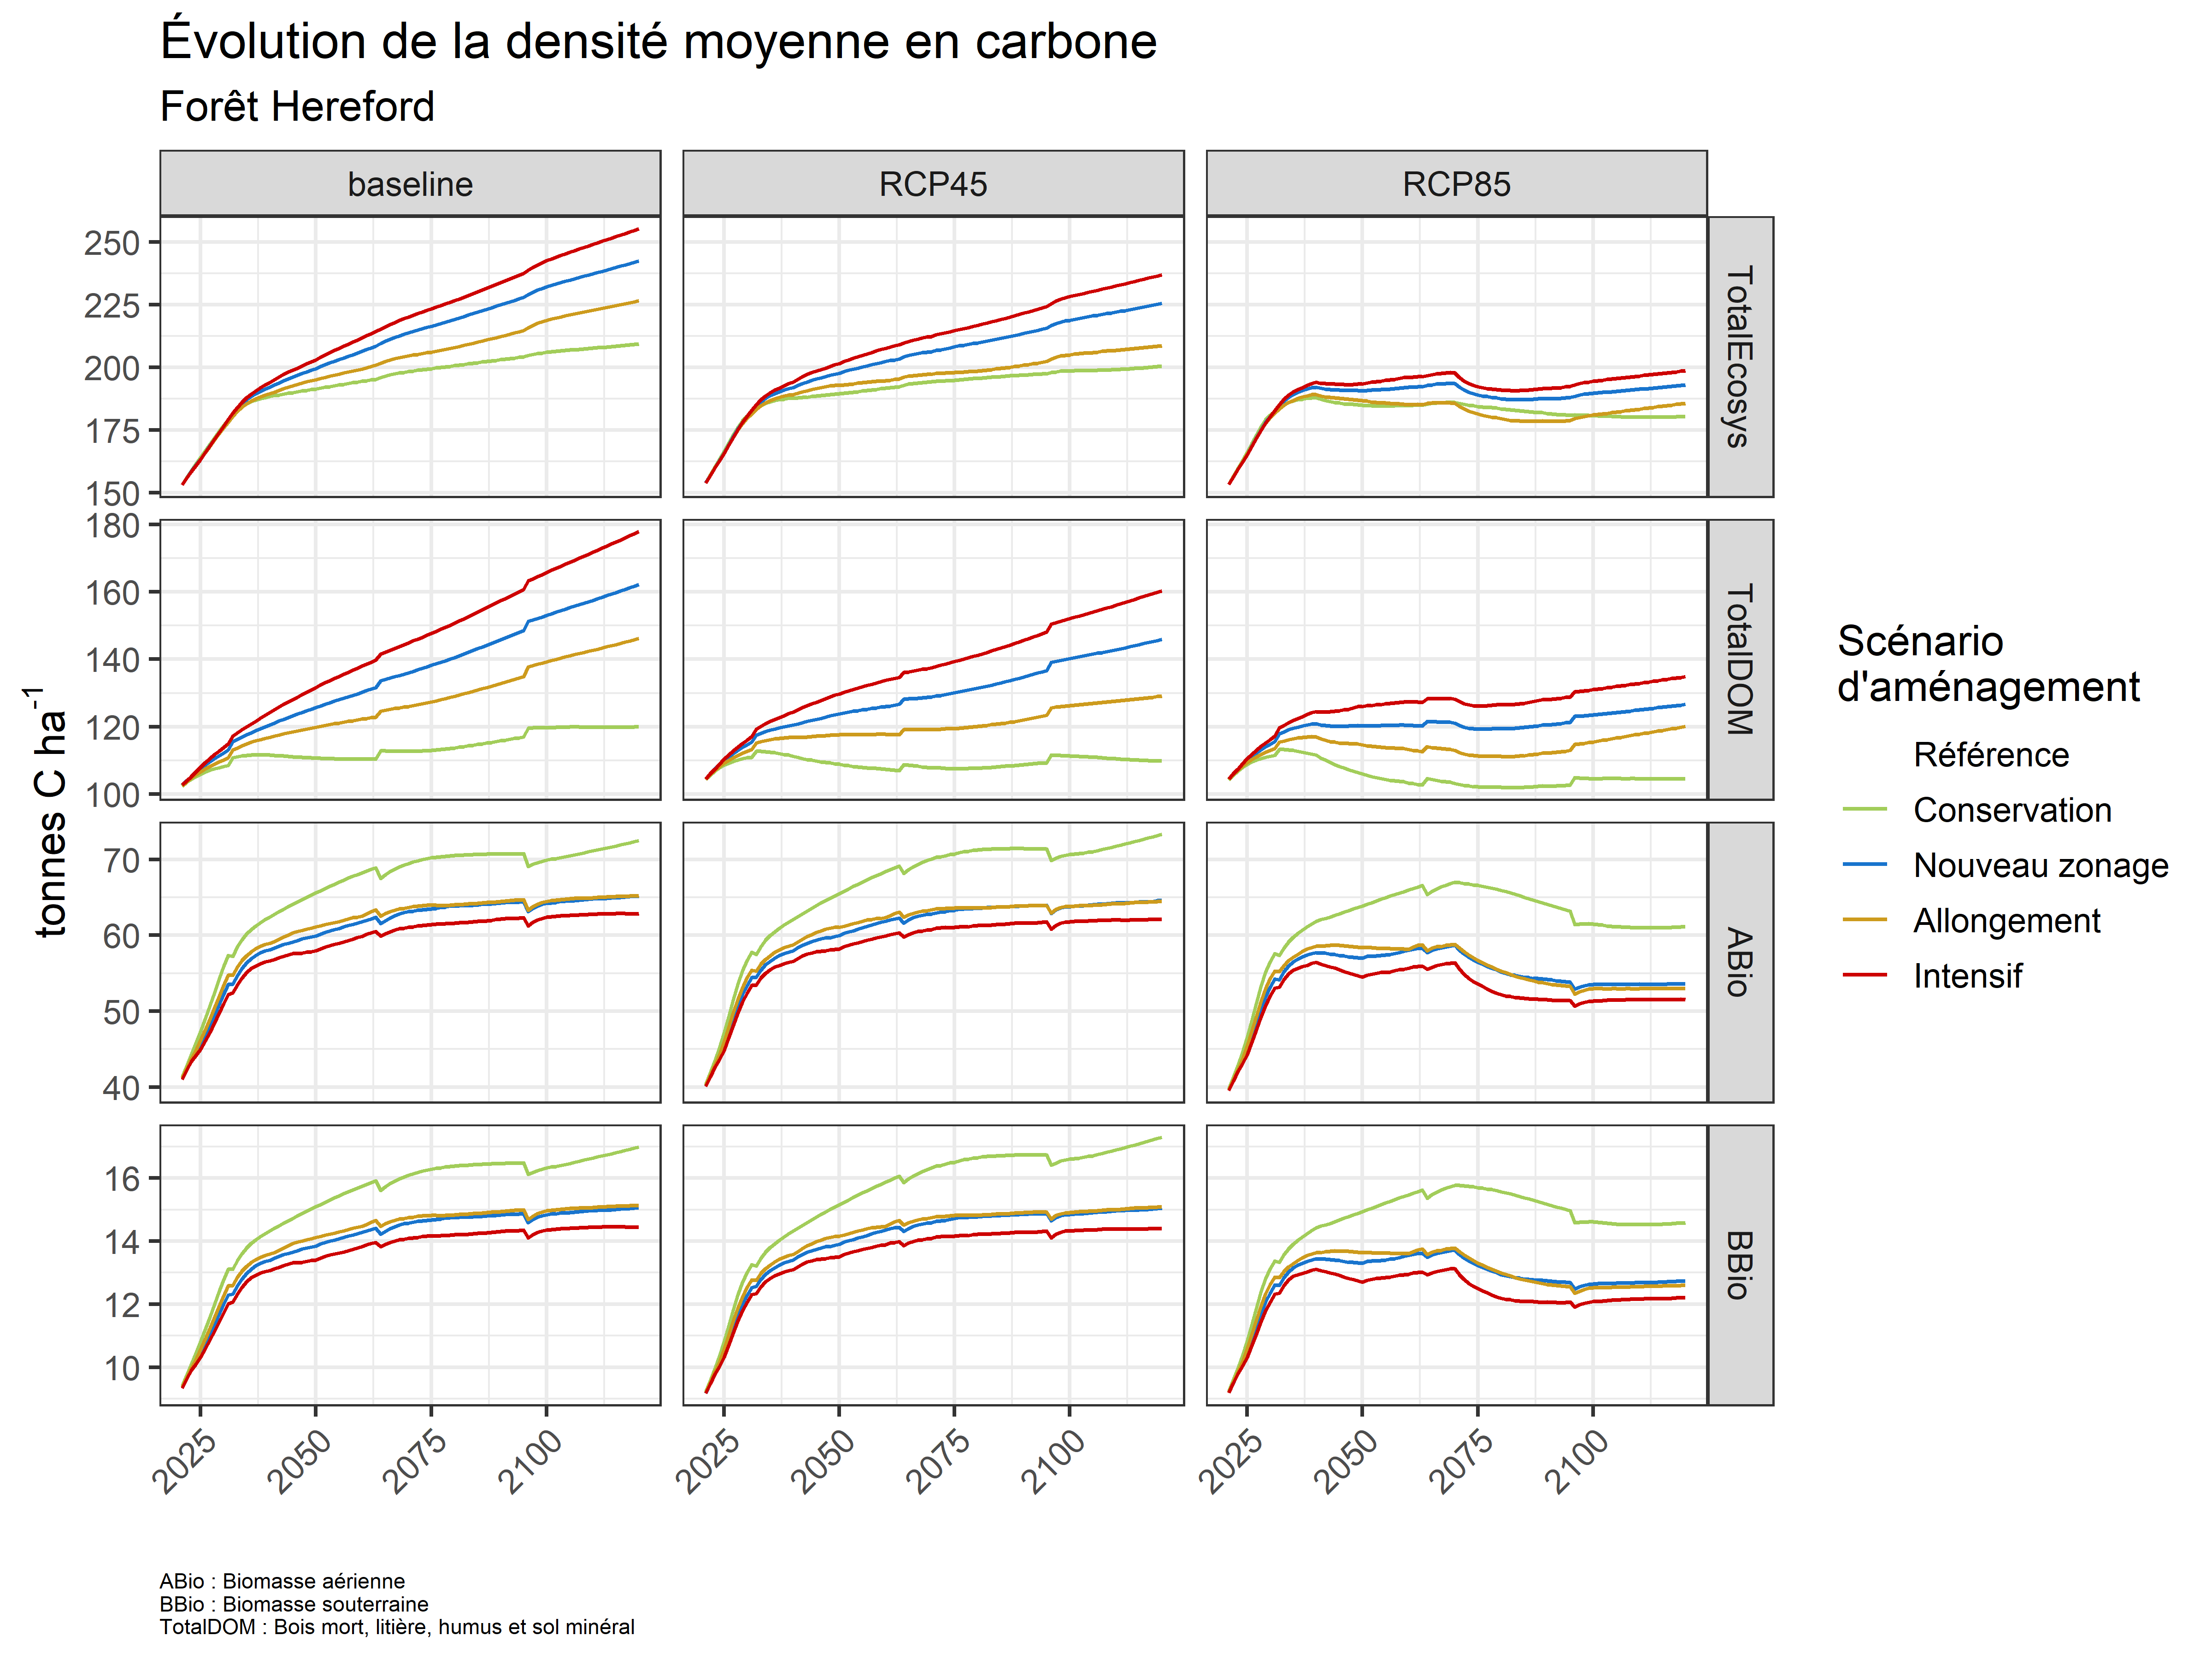 Évolution de la densité moyenne en carbone
Forêt Hereford
baseline RCP45 RCP85
250
225
200
175
150
TotalEcosys
180
160
140
120
100
TotalDOM
70
60
50
40
ABio
16
14
12
10
BBio
tonnes C ha⁻¹
2025 2050 2075 2100 2025 2050 2075 2100 2025 2050 2075 2100
Scénario
d'aménagement
Référence
Conservation
Nouveau zonage
Allongement
Intensif
ABio : Biomasse aérienne
BBio : Biomasse souterraine
TotalDOM : Bois mort, litière, humus et sol minéral